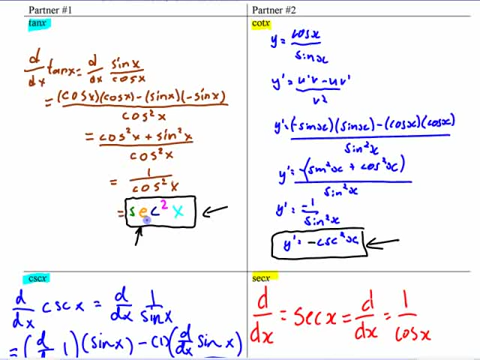 Partner #1
tanx
d/dx tanx = d/dx sinx/cosx
= (cosx)(cosx) - (sinx)(-sinx)/cos²x
= cos²x + sin²x/cos²x
= 1/cos²x
= sec²x
Partner #2
cotx
y = cosx/sinx
y' = u'v - uv'/v²
y' = (-sinx)(sinx) - (cosx)(cosx)/sin²x
y' = -(sin²x + cos²x)/sin²x
y' = -1/sin²x
y' = -csc²x
cscx
d/dx cscx = d/dx 1/sinx
= (d/dx 1)(sinx) - (1)(d/dx sinx)
secx
d/dx = secx = d/dx = 1/cosx